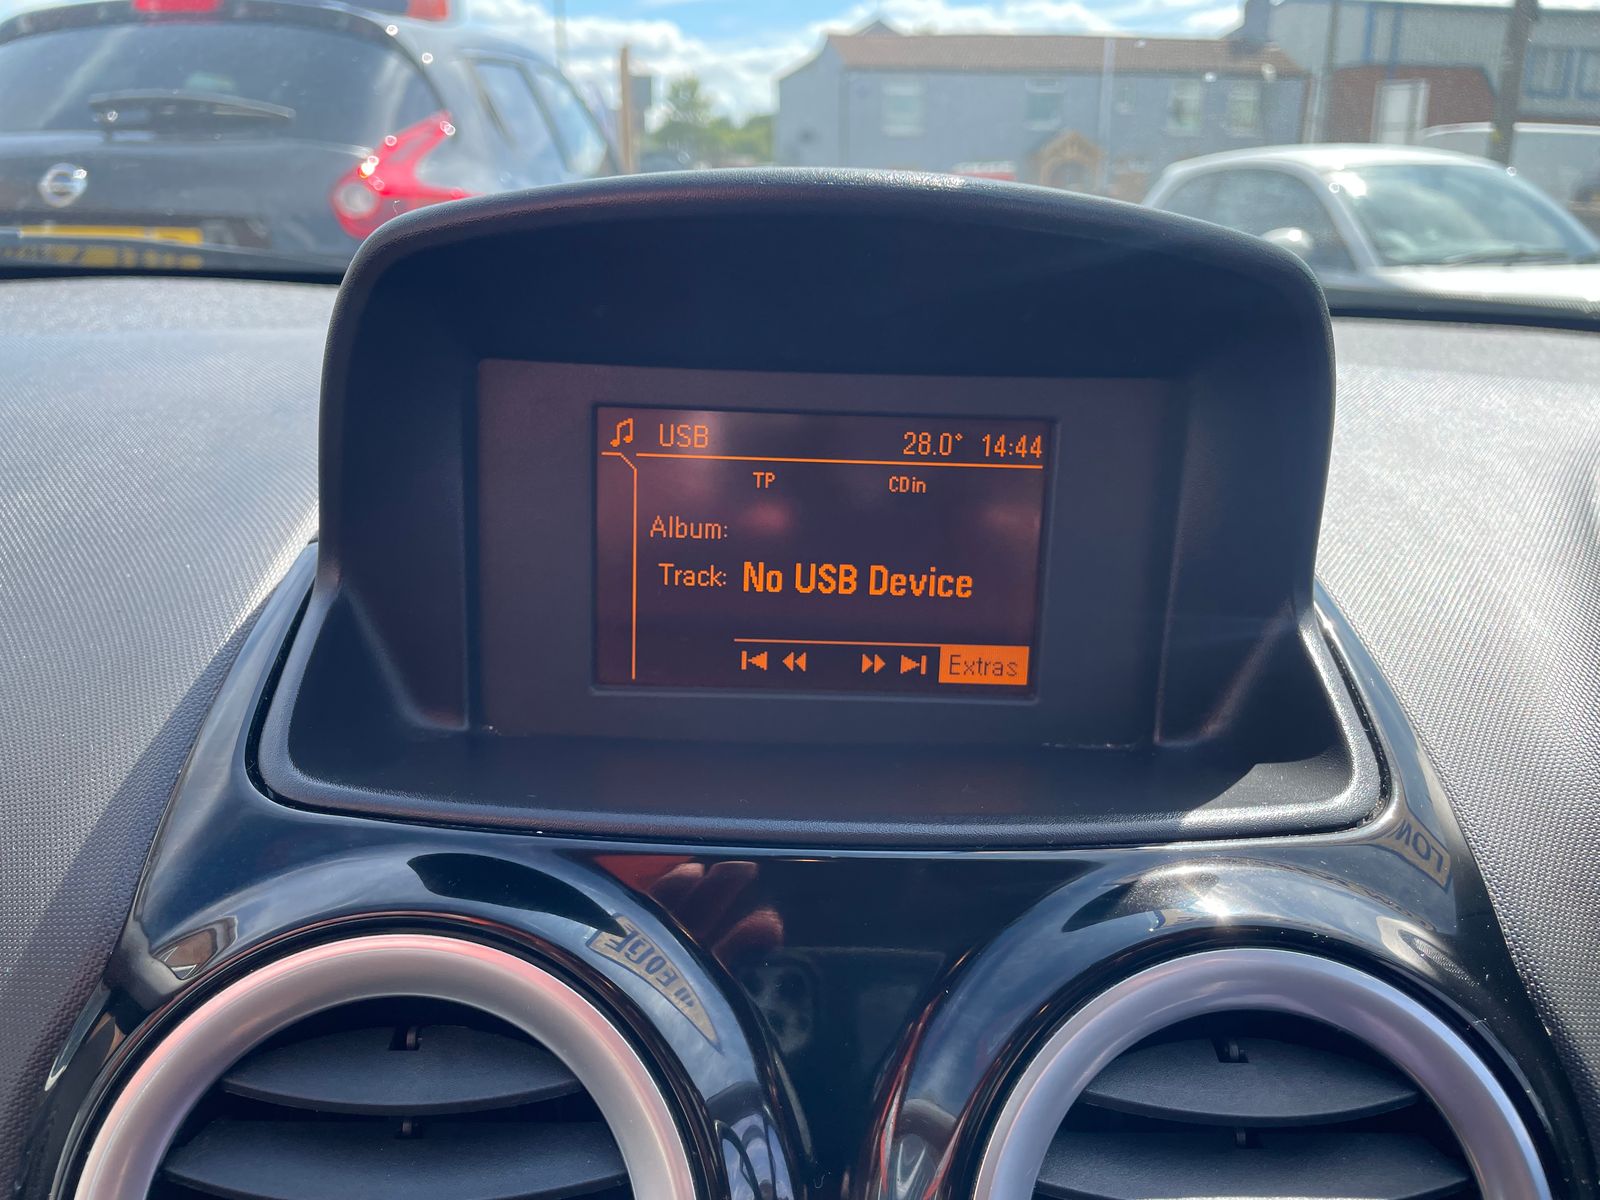 USB 28.0° 14:44
TP CDin
Album:
Track: No USB Device
Extras